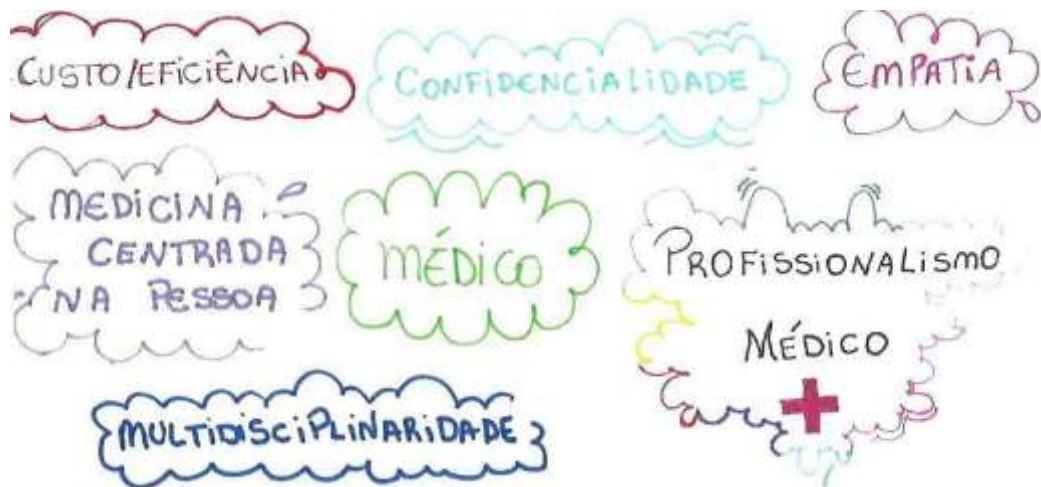 CUSTO/EFICIÊNCIA
CONFIDENCIALIDADE
EMPATIA
MEDICINA
CENTRADA
NA PESSOA
MÉDICO
PROFISSIONALISMO
MÉDICO
MULTIDISCIPLINARIDADE